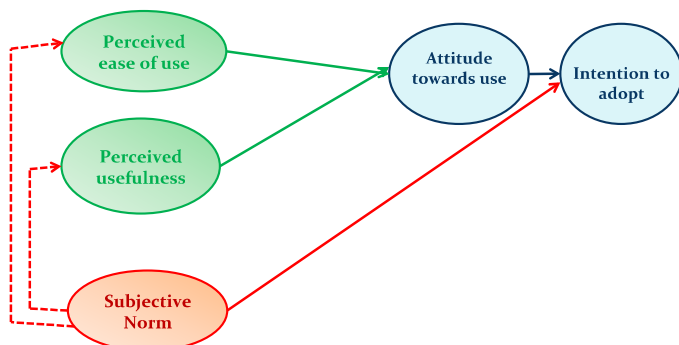 Perceived
ease of use
Attitude
towards use
Intention to
adopt
Perceived
usefulness
Subjective
Norm